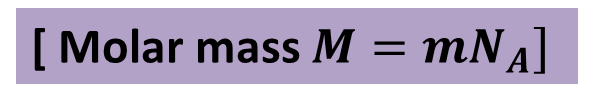 [ Molar mass M = mN_A]